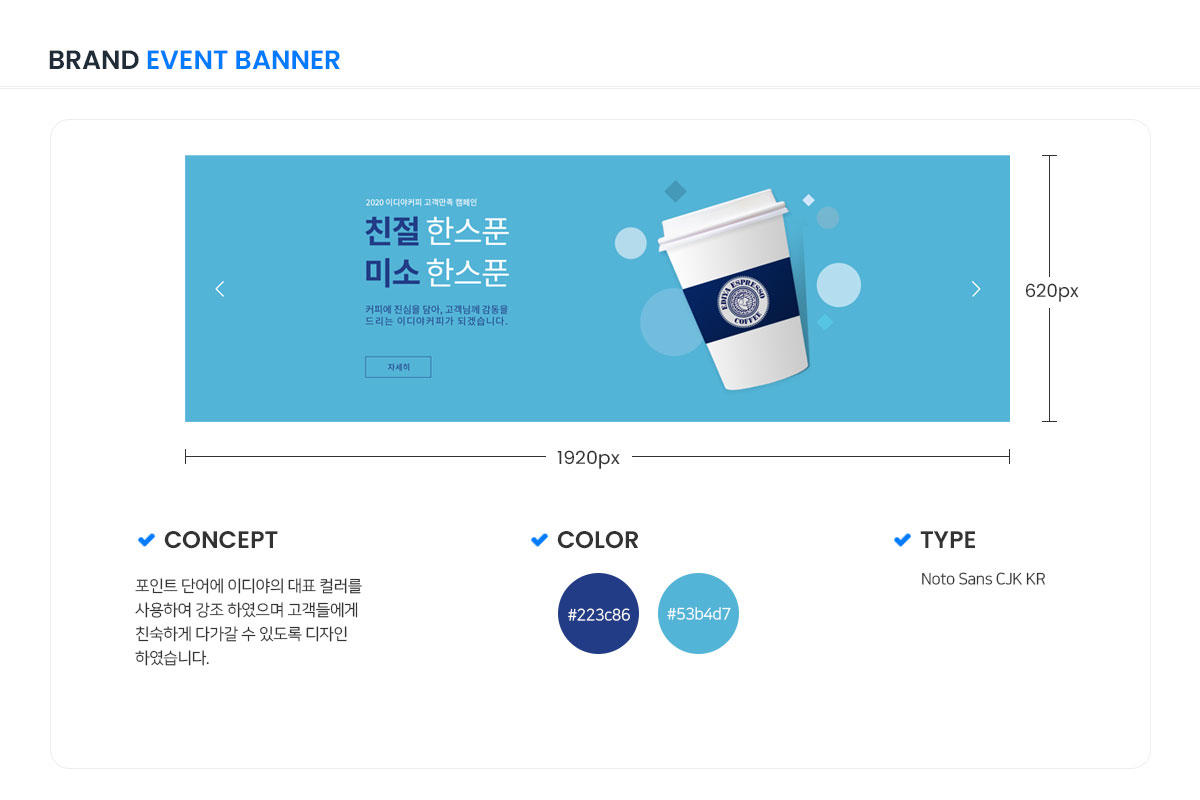 BRAND EVENT BANNER
2020 이디야커피 고객만족 캠페인
친절 한스푼
미소 한스푼
커피에 진심을 담아, 고객님께 감동을
드리는 이디야커피가 되겠습니다.
자세히
EDIYA ESPRESSO
COFFEE
620px
1920px
CONCEPT
포인트 단어에 이디야의 대표 컬러를
사용하여 강조 하였으며 고객들에게
친숙하게 다가갈 수 있도록 디자인
하였습니다.
COLOR
#223c86
#53b4d7
TYPE
Noto Sans CJK KR